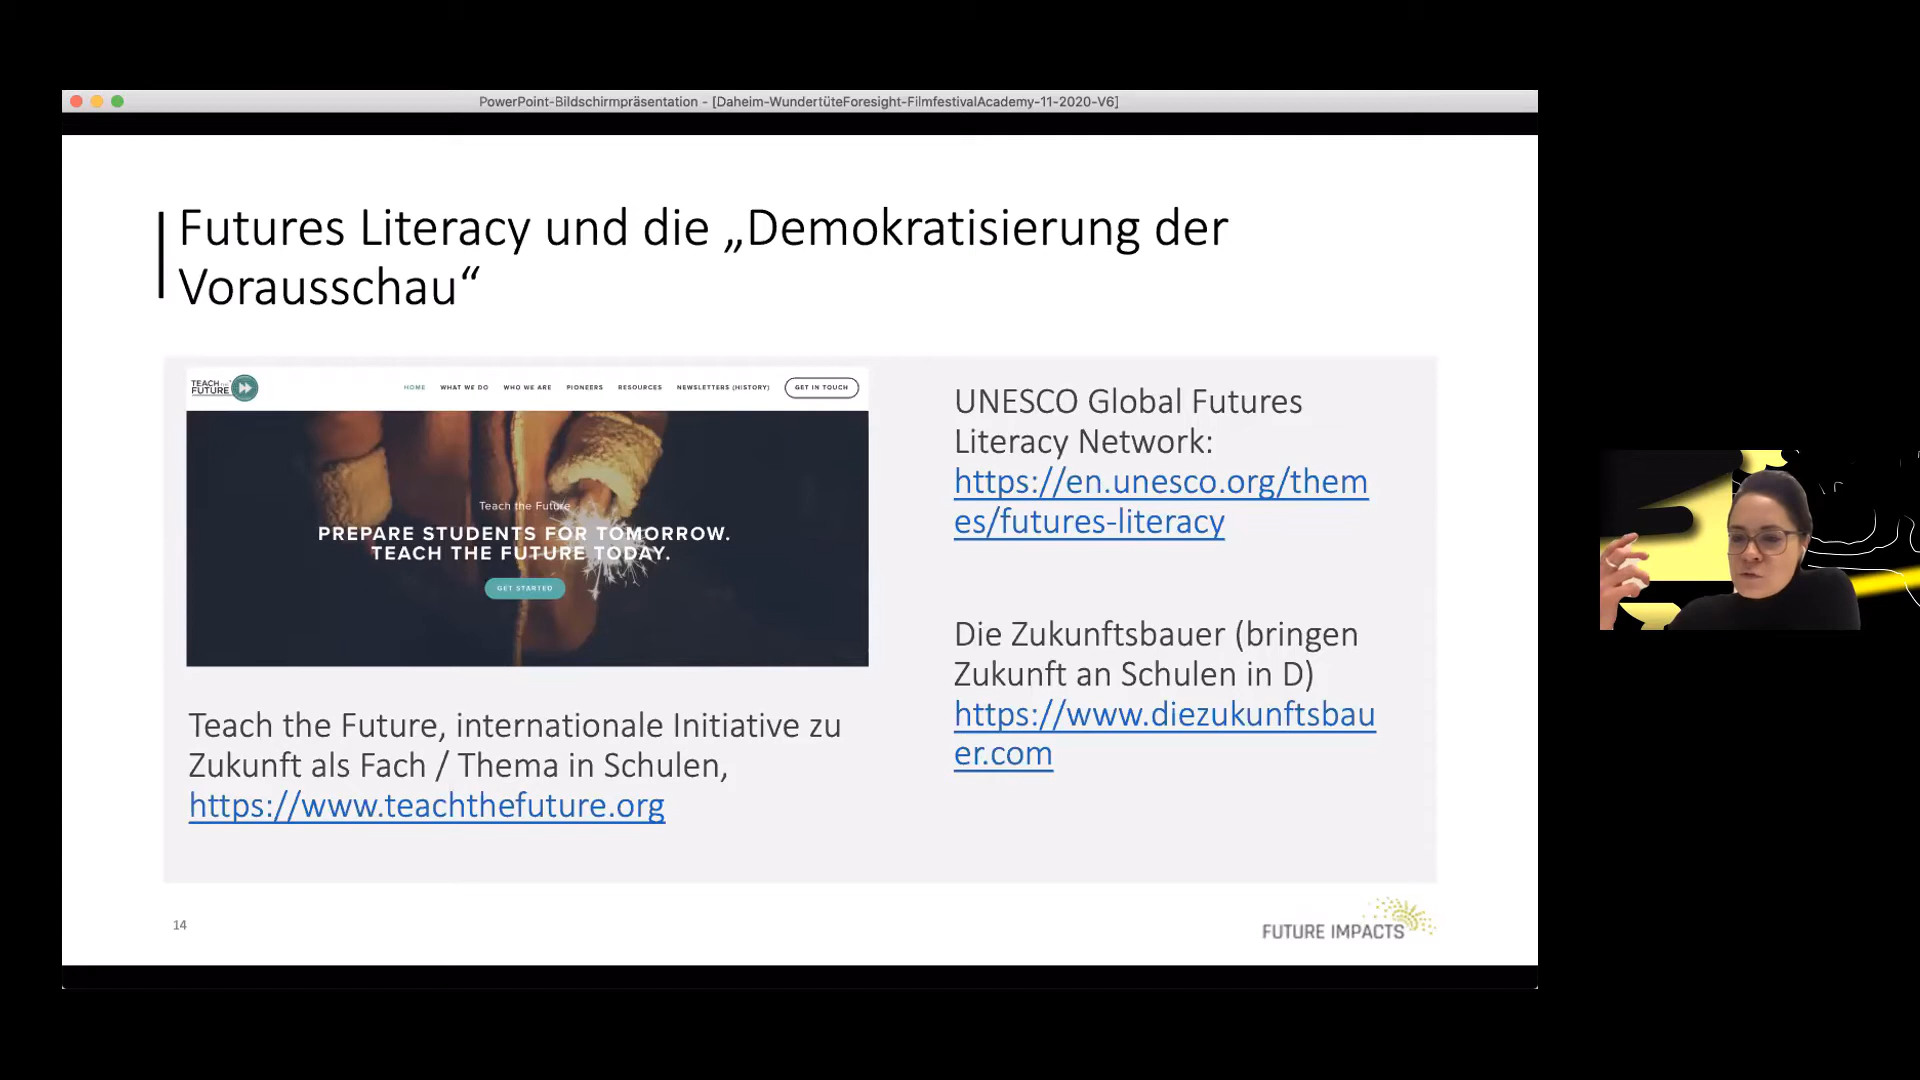 PowerPoint-Bildschirmpräsentation - [Daheim-WundertüteForesight-FilmfestivalAcademy-11-2020-V6]
Futures Literacy und die „Demokratisierung der
Vorausschau“
TEACH THE
FUTURE
HOME WHAT WE DO WHO WE ARE PIONEERS RESOURCES NEWSLETTERS (HISTORY) GET IN TOUCH
Teach the Future
PREPARE STUDENTS FOR TOMORROW.
TEACH THE FUTURE TODAY.
GET STARTED
Teach the Future, internationale Initiative zu
Zukunft als Fach / Thema in Schulen,
https://www.teachthefuture.org
UNESCO Global Futures
Literacy Network:
https://en.unesco.org/them
es/futures-literacy
Die Zukunftsbauer (bringen
Zukunft an Schulen in D)
https://www.diezukunftsbau
er.com
14
FUTURE IMPACTS